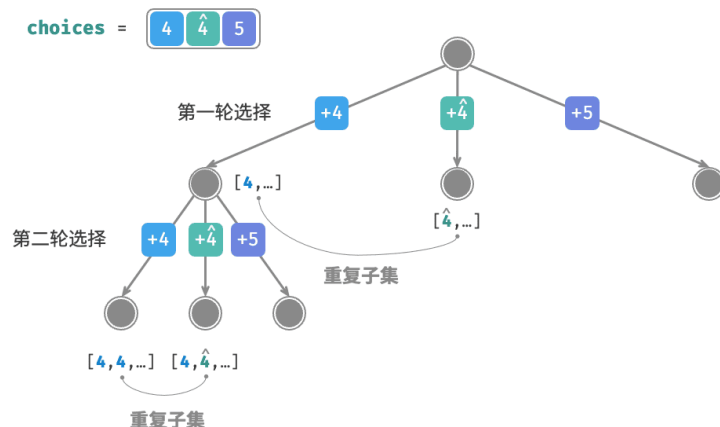 choices = 4 4̂ 5
第一轮选择
+4 +4̂ +5
[4,…]
[4̂,…]
第二轮选择
+4 +4̂ +5
重复子集
[4,4,…] [4,4̂,…]
重复子集